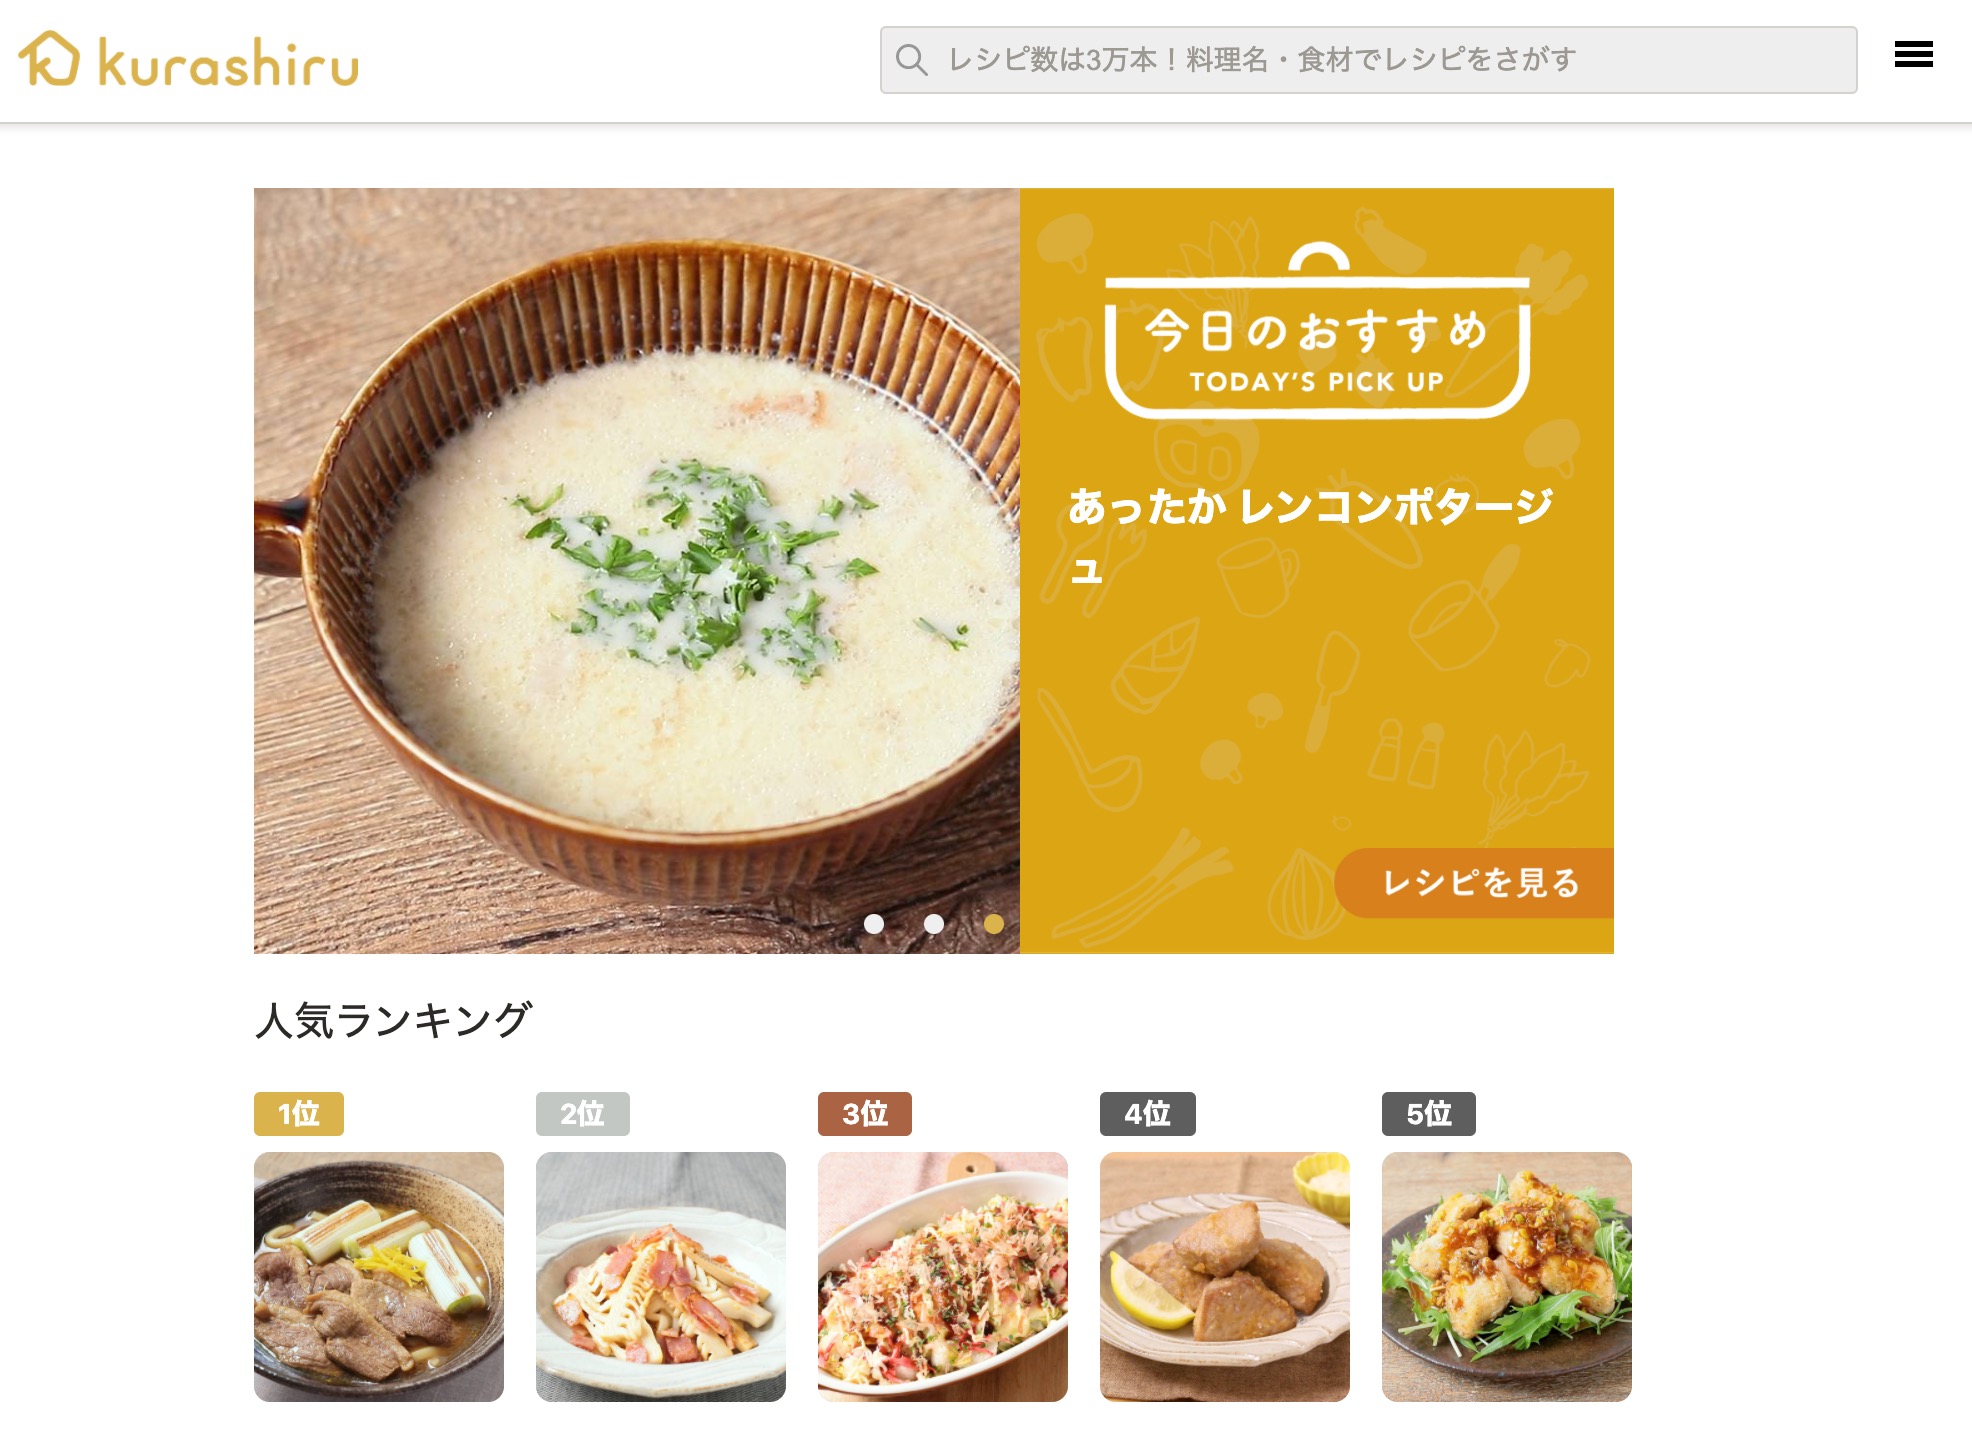 kurashiru
レシピ数は3万本！料理名・食材でレシピをさがす
今日のおすすめ
TODAY'S PICK UP
あったか レンコンポタージ
ュ
レシピを見る
人気ランキング
1位
2位
3位
4位
5位